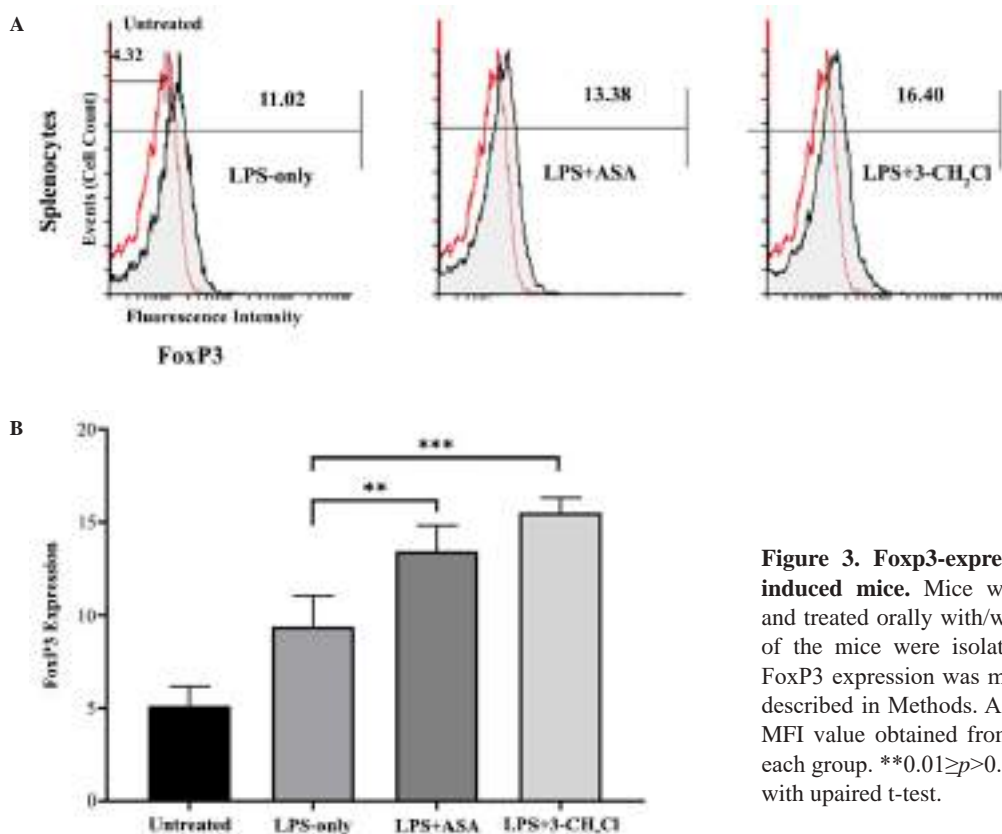 A
Untreated
4.32
11.02
LPS-only
13.38
LPS+ASA
16.40
LPS+3-CH2Cl
Splenocytes
Events (Cell Count)
Fluorescence Intensity
FoxP3
B
20
15
10
5
0
FoxP3 Expression
***
**
Untreated
LPS-only
LPS+ASA
LPS+3-CH2Cl
Figure 3. Foxp3-expre
induced mice. Mice w
and treated orally with/w
of the mice were isolat
FoxP3 expression was m
described in Methods. A
MFI value obtained from
each group. **0.01≥p>0.
with upaired t-test.